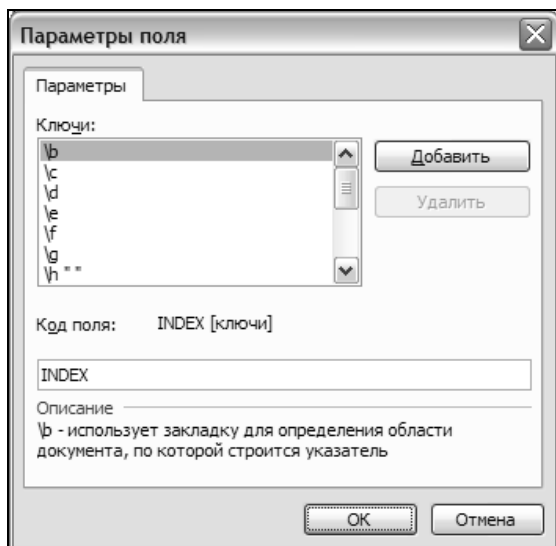 Параметры поля
Параметры
Ключи:
\b
\c
\d
\e
\f
\g
\h " "
Добавить
Удалить
Код поля: INDEX [ключи]
INDEX
Описание
\b - использует закладку для определения области
документа, по которой строится указатель
OK
Отмена